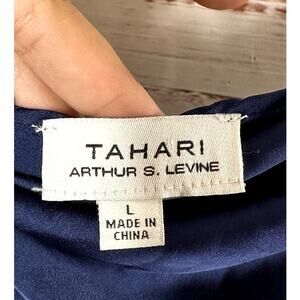 TAHARI
ARTHUR S. LEVINE
L
MADE IN
CHINA